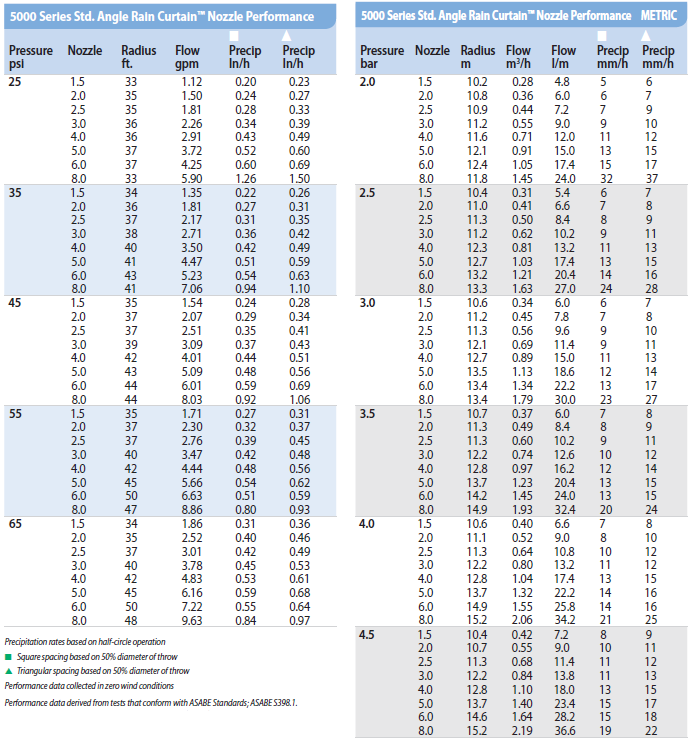 5000 Series Std. Angle Rain Curtain™ Nozzle Performance
Pressure Nozzle Radius Flow Precip Precip
psi ft. gpm In/h In/h
25 1.5 33 1.12 0.20 0.23
2.0 35 1.50 0.24 0.27
2.5 35 1.81 0.28 0.33
3.0 36 2.26 0.34 0.39
4.0 36 2.91 0.43 0.49
5.0 37 3.72 0.52 0.60
6.0 37 4.25 0.60 0.69
8.0 33 5.90 1.26 1.50
35 1.5 34 1.35 0.22 0.26
2.0 36 1.81 0.27 0.31
2.5 37 2.17 0.31 0.35
3.0 38 2.71 0.36 0.42
4.0 40 3.50 0.42 0.49
5.0 41 4.47 0.51 0.59
6.0 43 5.23 0.54 0.63
8.0 41 7.06 0.94 1.10
45 1.5 35 1.54 0.24 0.28
2.0 37 2.07 0.29 0.34
2.5 37 2.51 0.35 0.41
3.0 39 3.09 0.37 0.43
4.0 42 4.01 0.44 0.51
5.0 43 5.09 0.48 0.56
6.0 44 6.01 0.59 0.69
8.0 44 8.03 0.92 1.06
55 1.5 35 1.71 0.27 0.31
2.0 37 2.30 0.32 0.37
2.5 37 2.76 0.39 0.45
3.0 40 3.47 0.42 0.48
4.0 42 4.44 0.48 0.56
5.0 45 5.66 0.54 0.62
6.0 50 6.63 0.51 0.59
8.0 47 8.86 0.80 0.93
65 1.5 34 1.86 0.31 0.36
2.0 35 2.52 0.40 0.46
2.5 37 3.01 0.42 0.49
3.0 40 3.78 0.45 0.53
4.0 42 4.83 0.53 0.61
5.0 45 6.16 0.59 0.68
6.0 50 7.22 0.55 0.64
8.0 48 9.63 0.84 0.97
Precipitation rates based on half-circle operation
■ Square spacing based on 50% diameter of throw
▲ Triangular spacing based on 50% diameter of throw
Performance data collected in zero wind conditions
Performance data derived from tests that conform with ASABE Standards; ASABE S398.1.
5000 Series Std. Angle Rain Curtain™ Nozzle Performance METRIC
Pressure Nozzle Radius Flow Flow Precip Precip
bar m m³/h l/m mm/h mm/h
2.0 1.5 10.2 0.28 4.8 5 6
2.0 10.8 0.36 6.0 6 7
2.5 10.9 0.44 7.2 7 9
3.0 11.2 0.55 9.0 9 10
4.0 11.6 0.71 12.0 11 12
5.0 12.1 0.91 15.0 13 15
6.0 12.4 1.05 17.4 15 17
8.0 11.8 1.45 24.0 32 37
2.5 1.5 10.4 0.31 5.4 6 7
2.0 11.0 0.41 6.6 7 8
2.5 11.3 0.50 8.4 8 9
3.0 11.2 0.62 10.2 9 11
4.0 12.3 0.81 13.2 11 13
5.0 12.7 1.03 17.4 13 15
6.0 13.2 1.21 20.4 14 16
8.0 13.3 1.63 27.0 24 28
3.0 1.5 10.6 0.34 6.0 6 7
2.0 11.2 0.45 7.8 7 8
2.5 11.3 0.56 9.6 9 10
3.0 12.1 0.69 11.4 9 11
4.0 12.7 0.89 15.0 11 13
5.0 13.5 1.13 18.6 12 14
6.0 13.4 1.34 22.2 13 17
8.0 13.4 1.79 30.0 23 27
3.5 1.5 10.7 0.37 6.0 7 8
2.0 11.3 0.49 8.4 8 9
2.5 11.3 0.60 10.2 9 11
3.0 12.2 0.74 12.6 10 12
4.0 12.8 0.97 16.2 12 14
5.0 13.7 1.23 20.4 13 15
6.0 14.2 1.45 24.0 13 15
8.0 14.9 1.93 32.4 20 24
4.0 1.5 10.6 0.40 6.6 7 8
2.0 11.1 0.52 9.0 8 10
2.5 11.3 0.64 10.8 10 12
3.0 12.2 0.80 13.2 11 12
4.0 12.8 1.04 17.4 13 15
5.0 13.7 1.32 22.2 14 16
6.0 14.9 1.55 25.8 14 16
8.0 15.2 2.06 34.2 21 25
4.5 1.5 10.4 0.42 7.2 8 9
2.0 10.7 0.55 9.0 10 11
2.5 11.3 0.68 11.4 11 12
3.0 12.2 0.84 13.8 11 13
4.0 12.8 1.10 18.0 13 15
5.0 13.7 1.40 23.4 15 17
6.0 14.6 1.64 28.2 15 18
8.0 15.2 2.19 36.6 19 22